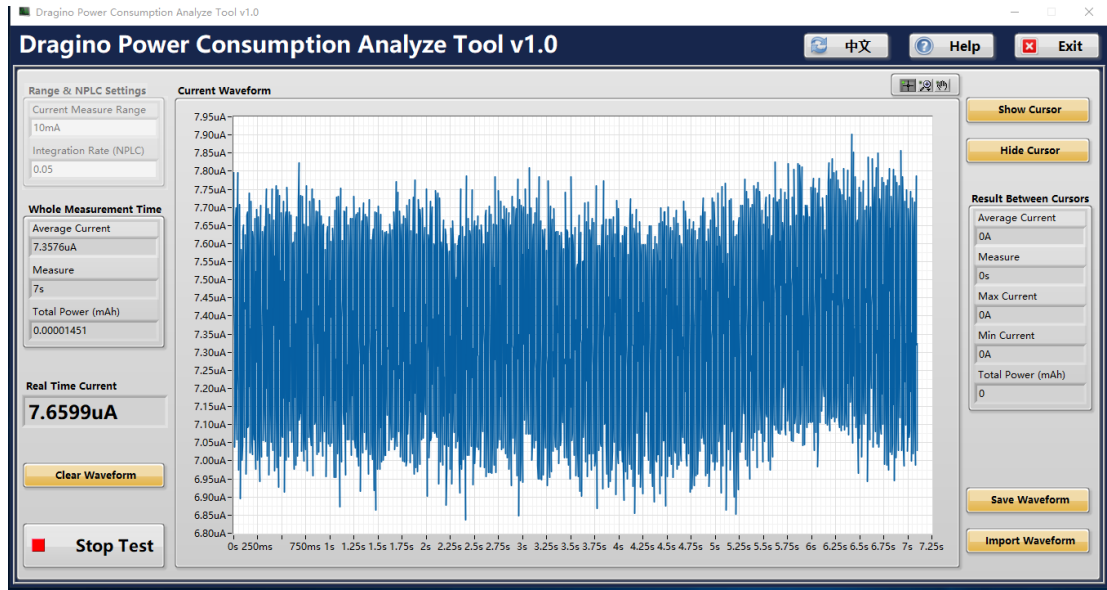 Dragino Power Consumption Analyze Tool v1.0
Dragino Power Consumption Analyze Tool v1.0
中文
Help
Exit
Range & NPLC Settings
Current Measure Range
10mA
Integration Rate (NPLC)
0.05
Whole Measurement Time
Average Current
7.3576uA
Measure
7s
Total Power (mAh)
0.00001451
Real Time Current
7.6599uA
Clear Waveform
Stop Test
Current Waveform
7.95uA
7.90uA
7.85uA
7.80uA
7.75uA
7.70uA
7.65uA
7.60uA
7.55uA
7.50uA
7.45uA
7.40uA
7.35uA
7.30uA
7.25uA
7.20uA
7.15uA
7.10uA
7.05uA
7.00uA
6.95uA
6.90uA
6.85uA
6.80uA
0s 250ms 750ms 1s 1.25s 1.5s 1.75s 2s 2.25s 2.5s 2.75s 3s 3.25s 3.5s 3.75s 4s 4.25s 4.5s 4.75s 5s 5.25s 5.5s 5.75s 6s 6.25s 6.5s 6.75s 7s 7.25s
Show Cursor
Hide Cursor
Result Between Cursors
Average Current
0A
Measure
0s
Max Current
0A
Min Current
0A
Total Power (mAh)
0
Save Waveform
Import Waveform